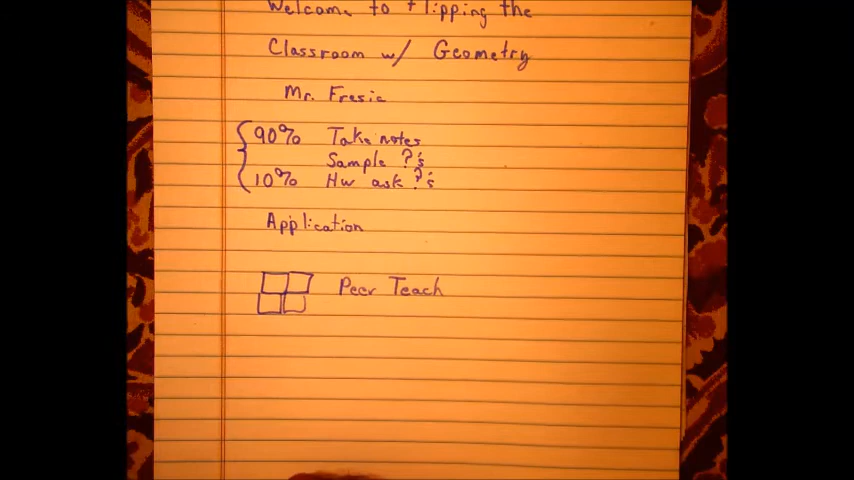 Welcome to Flipping the
Classroom w/ Geometry
Mr. Fresia
90% Take notes
Sample ?'s
10% Hw ask ?'s
Application
Peer Teach